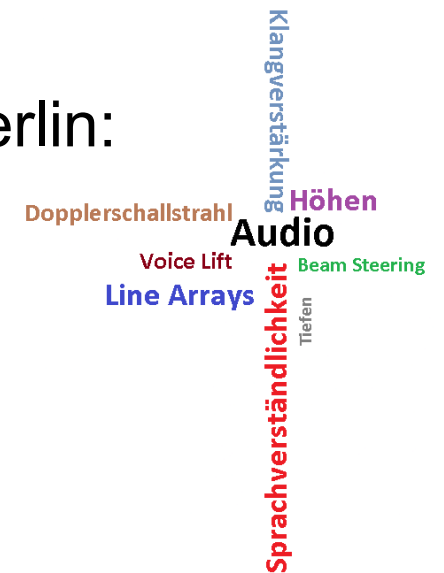 erlin:
Klangverstärkung
Höhen
Dopplerschallstrahl
Audio
Voice Lift
Beam Steering
Line Arrays
Tiefen
Sprachverständlichkeit